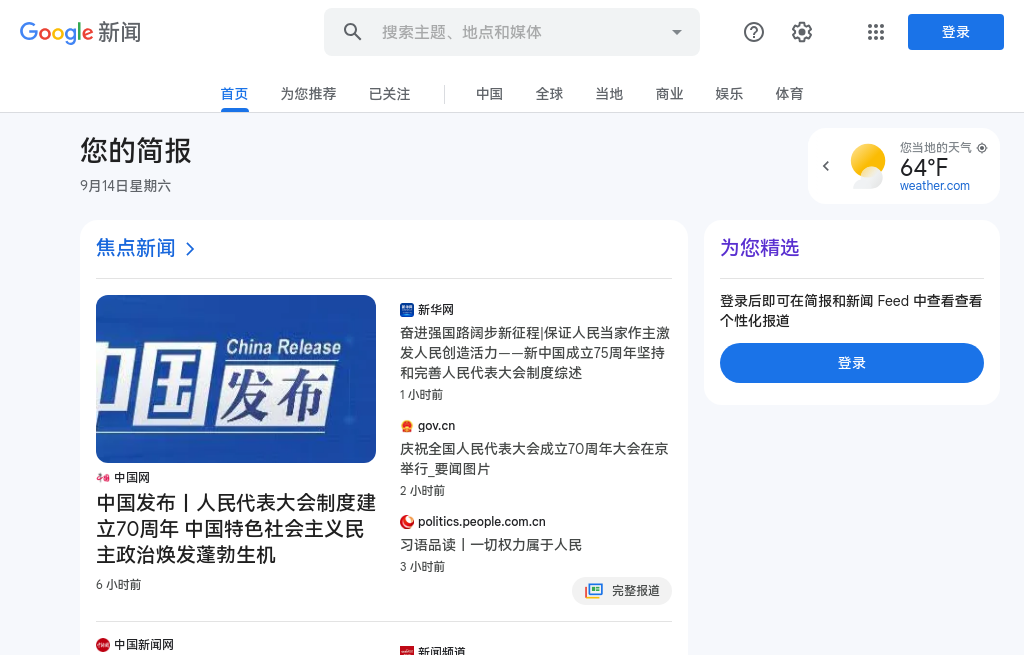 Google 新闻
搜索主题、地点和媒体
登录
首页
为您推荐
已关注
中国
全球
当地
商业
娱乐
体育
您的简报
9月14日星期六
您当地的天气
64°F
weather.com
焦点新闻
中国
China Release
发布
中国网
中国发布丨人民代表大会制度建
立70周年 中国特色社会主义民
主政治焕发蓬勃生机
6 小时前
新华网
奋进强国路阔步新征程|保证人民当家作主激
发人民创造活力——新中国成立75周年坚持
和完善人民代表大会制度综述
1 小时前
gov.cn
庆祝全国人民代表大会成立70周年大会在京
举行_要闻图片
2 小时前
politics.people.com.cn
习语品读丨一切权力属于人民
3 小时前
完整报道
中国新闻网
新闻频道
为您精选
登录后即可在简报和新闻 Feed 中查看查看
个性化报道
登录